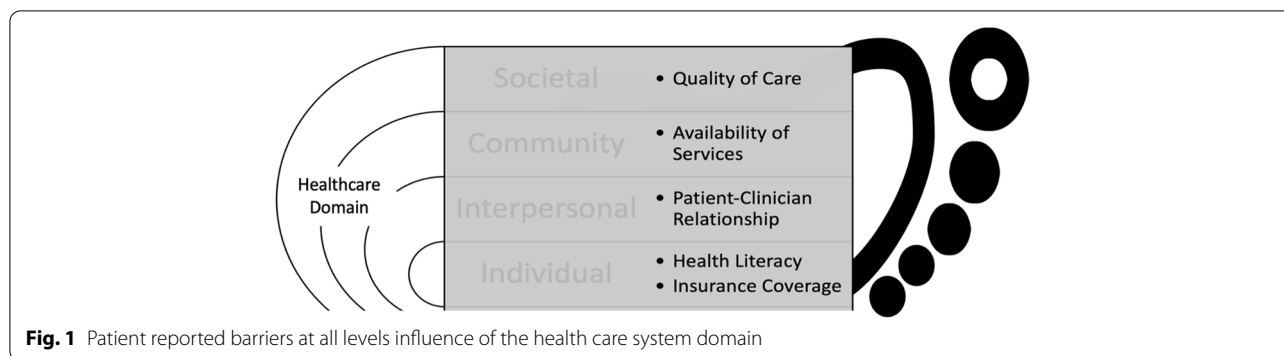 Societal
• Quality of Care
Community
• Availability of
Services
Healthcare
Domain
Interpersonal
• Patient-Clinician
Relationship
Individual
• Health Literacy
• Insurance Coverage
Fig. 1 Patient reported barriers at all levels influence of the health care system domain